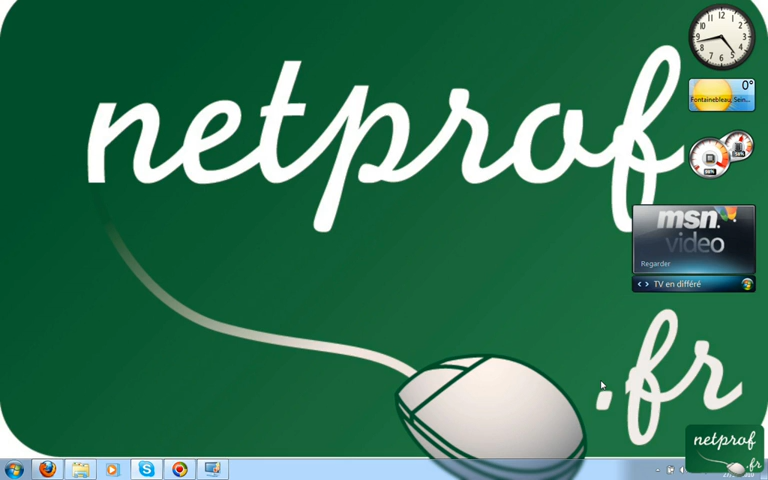 netprof
.fr
0°
Fontainebleau, Sein...
msn
video
Regarder
TV en différé
netprof
.fr